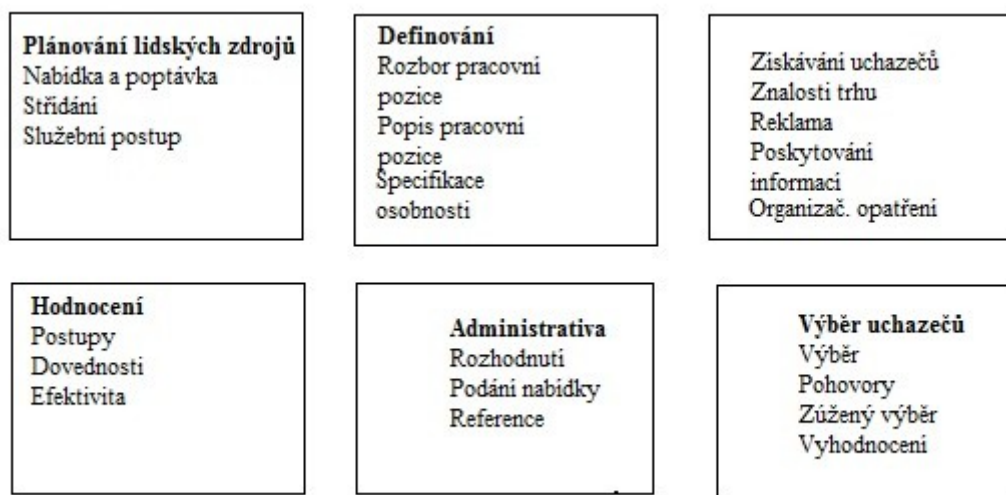 Plánování lidských zdrojů
Nabídka a poptávka
Střídání
Služební postup
Definování
Rozbor pracovní
pozice
Popis pracovní
pozice
Specifikace
osobnosti
Získávání uchazečů
Znalosti trhu
Reklama
Poskytování
informací
Organizač. opatření
Hodnocení
Postupy
Dovednosti
Efektivita
Administrativa
Rozhodnutí
Podání nabídky
Reference
Výběr uchazečů
Výběr
Pohovory
Zúžený výběr
Vyhodnocení